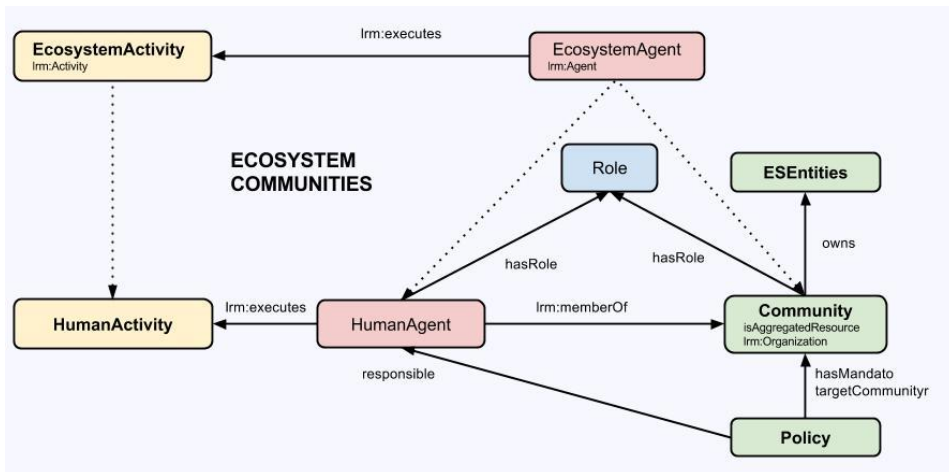 lrm:executes
EcosystemActivity
lrm:Activity
EcosystemAgent
lrm:Agent
ECOSYSTEM
COMMUNITIES
Role
ESEntities
hasRole
hasRole
owns
HumanActivity
lrm:executes
HumanAgent
lrm:memberOf
Community
isAggregatedResource
lrm:Organization
responsible
hasMandato
targetCommunityr
Policy